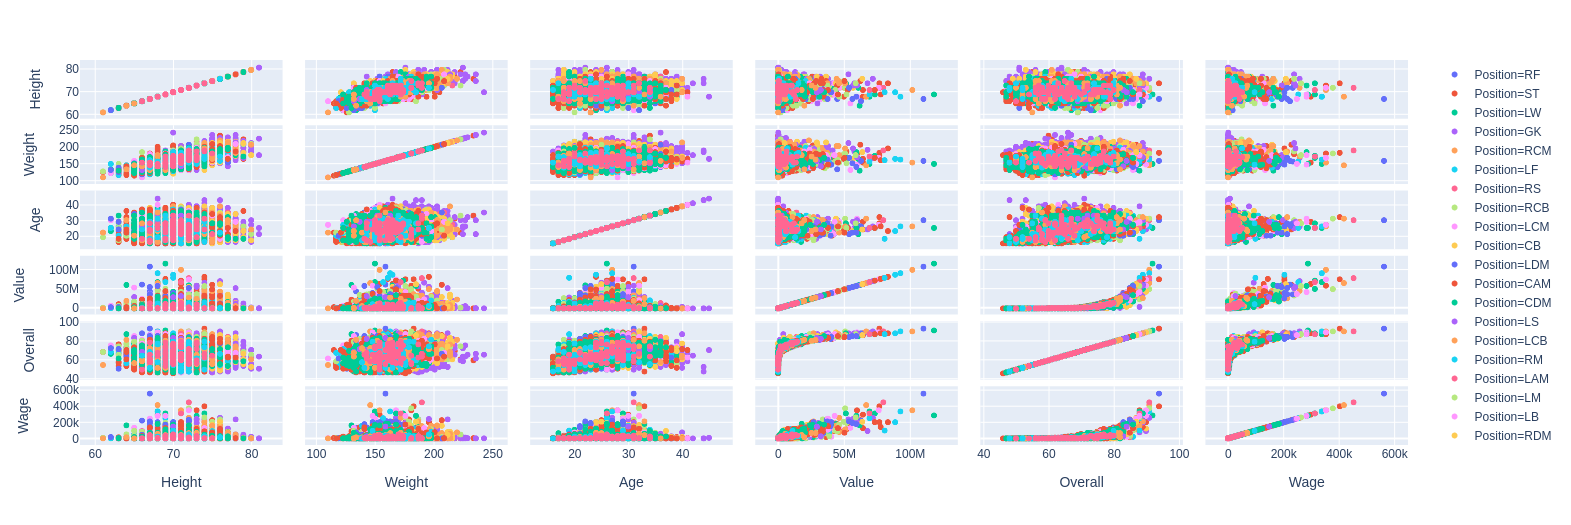 Height
80
70
60
Weight
250
200
150
100
Age
40
30
20
Value
100M
50M
0
Overall
100
80
60
40
Wage
600k
400k
200k
0
60 70 80
100 150 200 250
20 30 40
0 50M 100M
40 60 80 100
0 200k 400k 600k
Height Weight Age Value Overall Wage
Position=RF
Position=ST
Position=LW
Position=GK
Position=RCM
Position=LF
Position=RS
Position=RCB
Position=LCM
Position=CB
Position=LDM
Position=CAM
Position=CDM
Position=LS
Position=LCB
Position=RM
Position=LAM
Position=LM
Position=LB
Position=RDM